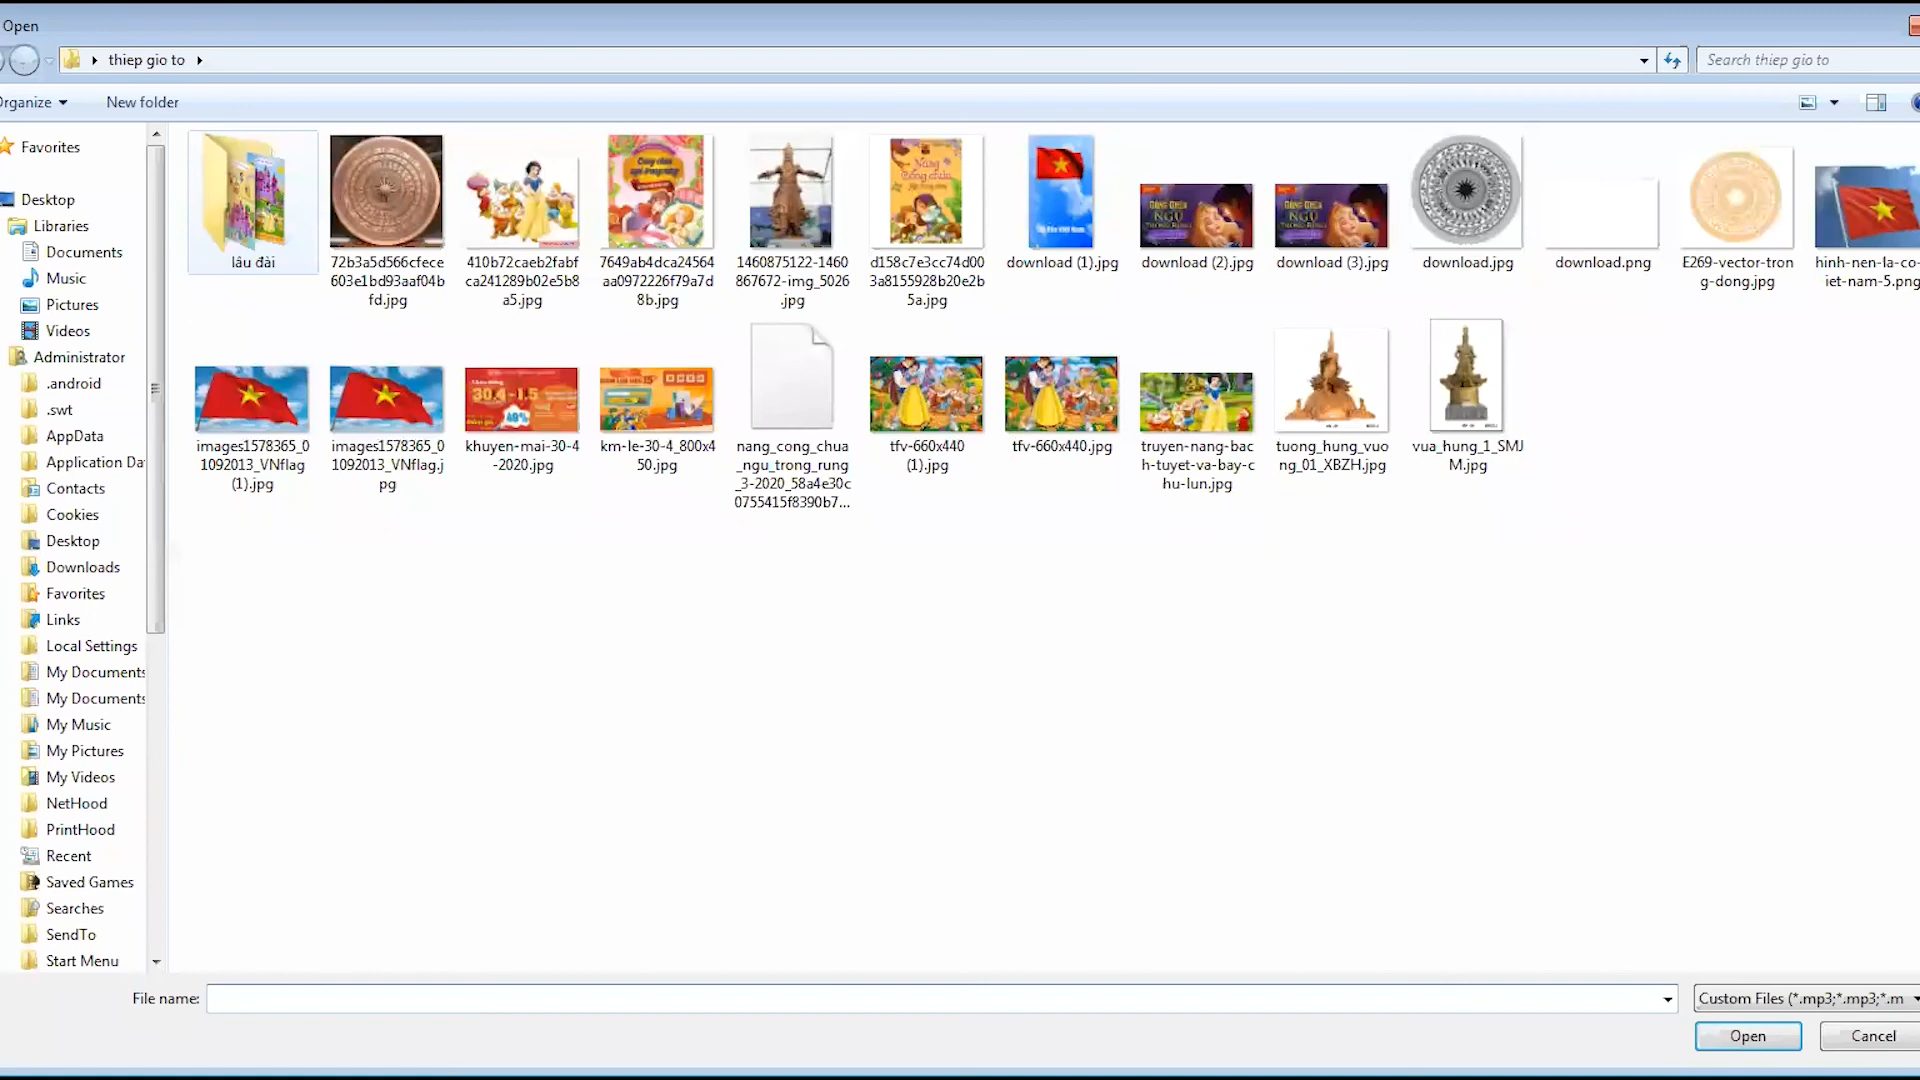 Open
thiep gio to
Search thiep gio to
Organize
New folder
Favorites
Desktop
Libraries
Documents
Music
Pictures
Videos
Administrator
.android
.swt
AppData
Application Da
Contacts
Cookies
Desktop
Downloads
Favorites
Links
Local Settings
My Documents
My Documents
My Music
My Pictures
My Videos
NetHood
PrintHood
Recent
Saved Games
Searches
SendTo
Start Menu
lâu đài
72b3a5d566cfece
603e1bd93aaf04b
fd.jpg
410b72caeb2fabf
ca241289b02e5b8
a5.jpg
7649ab4dca24564
aa0972226f79a7d
8b.jpg
1460875122-1460
867672-img_5026
.jpg
d158c7e3cc74d00
3a8155928b20e2b
5a.jpg
download (1).jpg
download (2).jpg
download (3).jpg
download.jpg
download.png
E269-vector-tron
g-dong.jpg
hinh-nen-la-co-
iet-nam-5.png
images1578365_0
1092013_VNflag
(1).jpg
images1578365_0
1092013_VNflag.j
pg
khuyen-mai-30-4
-2020.jpg
km-le-30-4_800x4
50.jpg
nang_cong_chua
_ngu_trong_rung
_3-2020_58a4e30c
0755415f8390b7...
tfv-660x440
(1).jpg
tfv-660x440.jpg
truyen-nang-bac
h-tuyet-va-bay-c
hu-lun.jpg
tuong_hung_vuo
ng_01_XBZH.jpg
vua_hung_1_SMJ
M.jpg
File name:
Custom Files (*.mp3;*.mp3;*.m
Open
Cancel